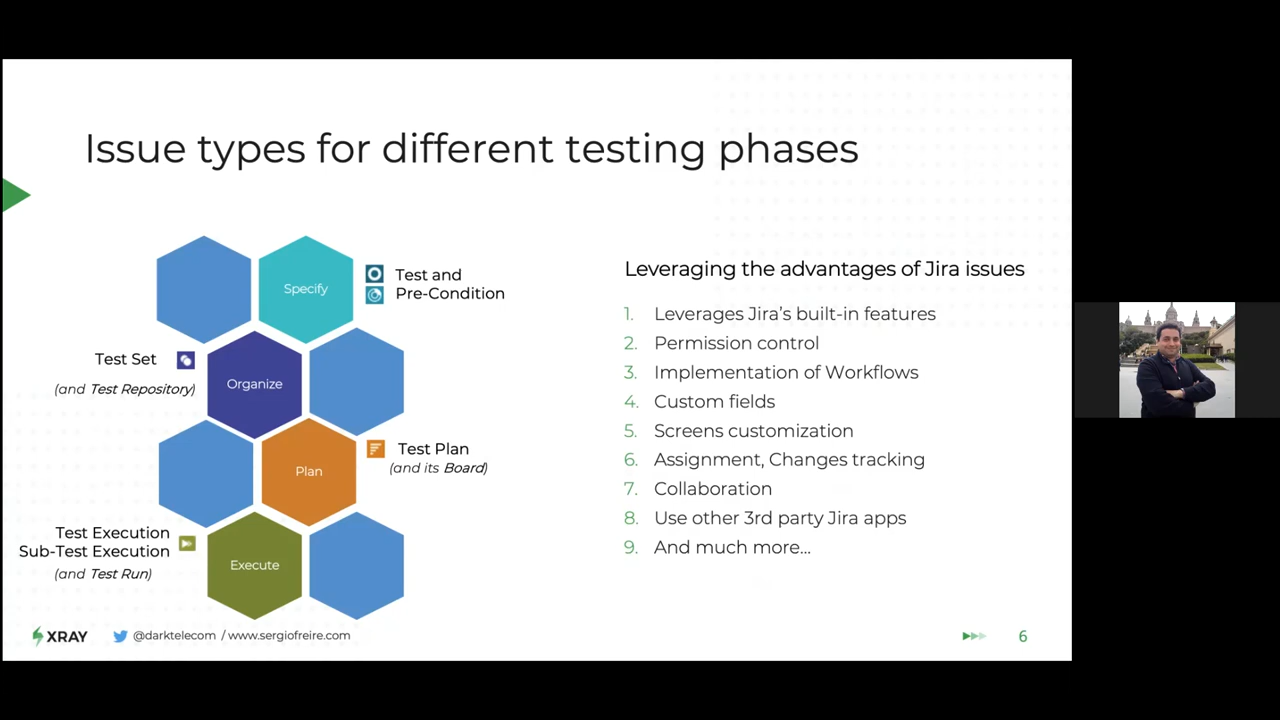 Issue types for different testing phases
Specify
Test and
Pre-Condition
Test Set
(and Test Repository)
Organize
Plan
Test Plan
(and its Board)
Test Execution
Sub-Test Execution
(and Test Run)
Execute
Leveraging the advantages of Jira issues
1. Leverages Jira's built-in features
2. Permission control
3. Implementation of Workflows
4. Custom fields
5. Screens customization
6. Assignment, Changes tracking
7. Collaboration
8. Use other 3rd party Jira apps
9. And much more...
XRAY
@darktelecom / www.sergiofreire.com
6